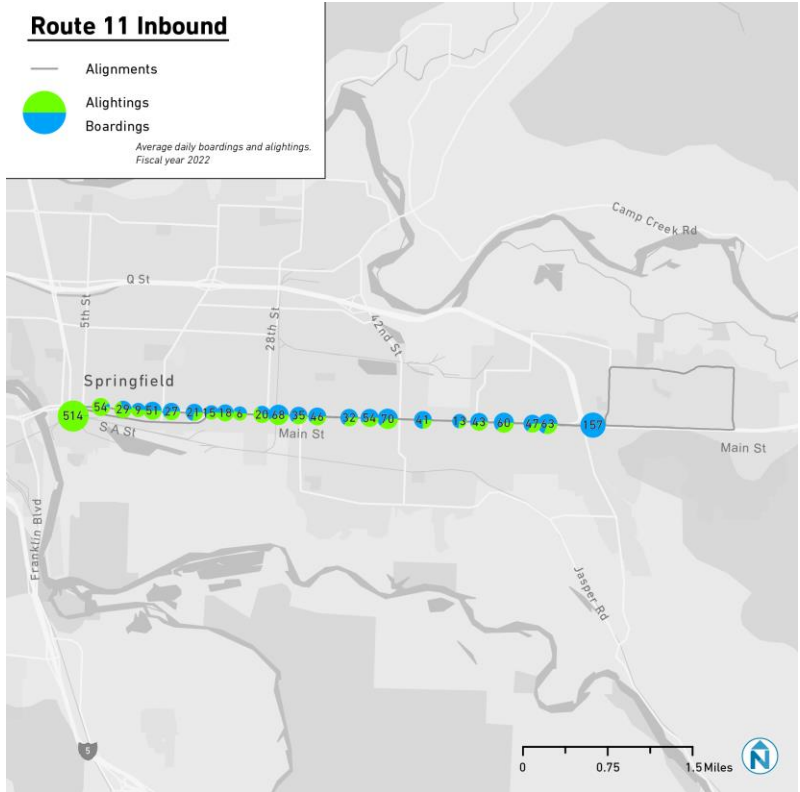 Route 11 Inbound
Alignments
Alightings
Boardings
Average daily boardings and alightings.
Fiscal year 2022
Camp Creek Rd
Q St
5th St
28th St
42nd St
Springfield
514 54 29 9 51 27 21 15 18 6 20 68 35 46 32 54 70 41 13 43 60 47 63 157
S A St
Main St
Main St
Franklin Blvd
Jasper Rd
5
0 0.75 1.5 Miles
N